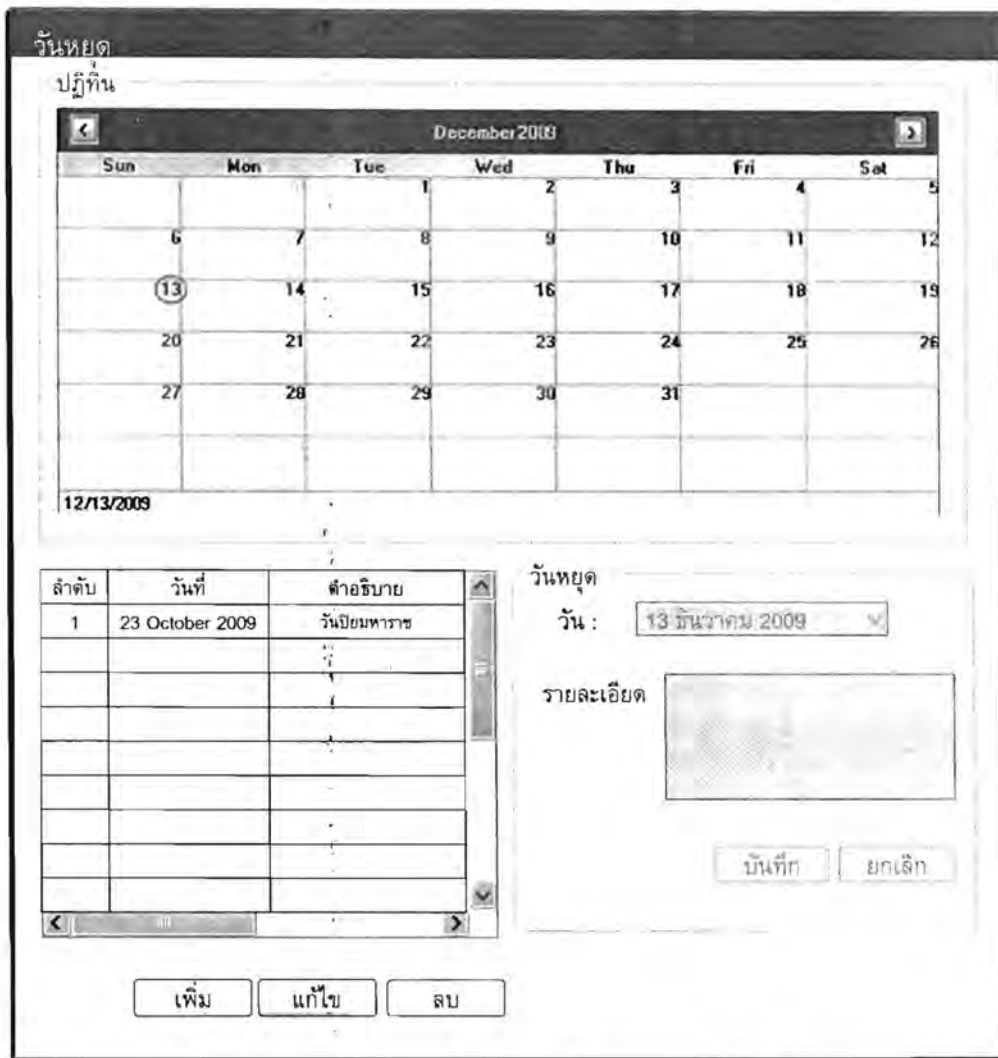 วันหยุด
ปฏิทิน
December 2009
Sun Mon Tue Wed Thu Fri Sat
1 2 3 4 5
6 7 8 9 10 11 12
13 14 15 16 17 18 19
20 21 22 23 24 25 26
27 28 29 30 31
12/13/2009
ลำดับ วันที่ คำอธิบาย
1 23 October 2009 วันปิยมหาราช
วันหยุด
วัน : 13 ธันวาคม 2009
รายละเอียด
บันทึก ยกเลิก
เพิ่ม แก้ไข ลบ